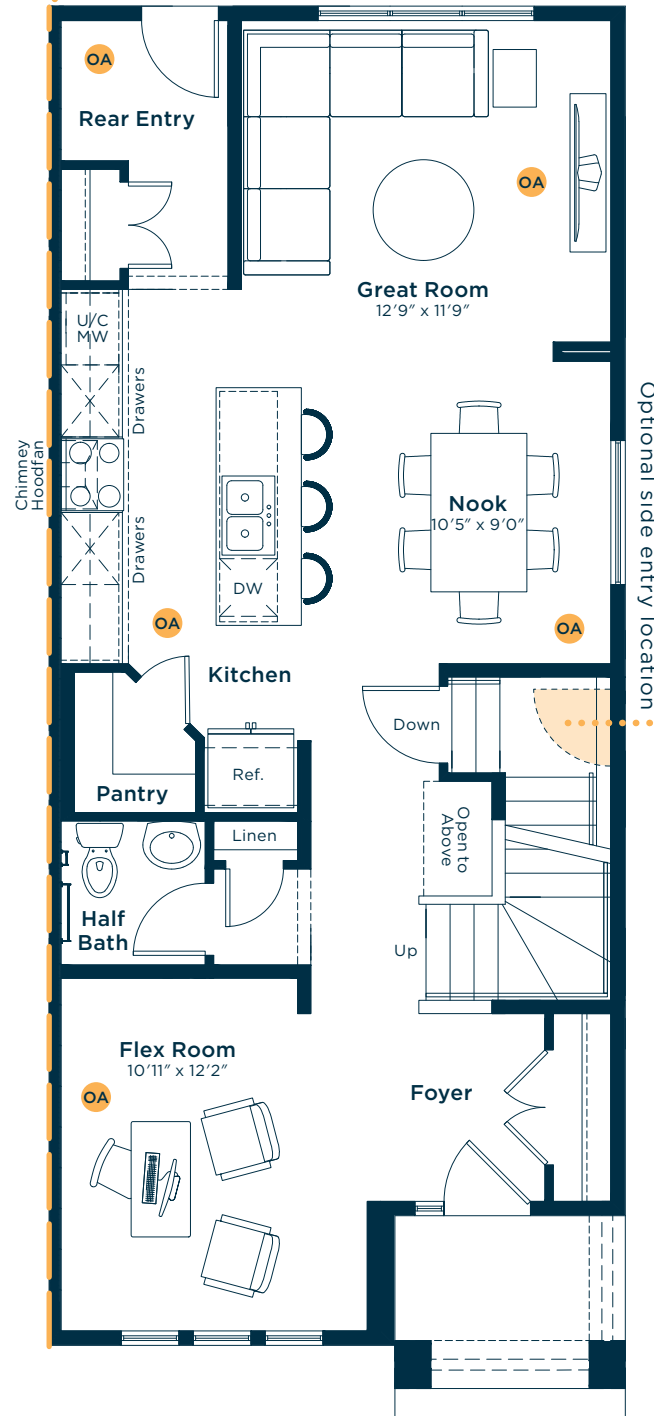 OA
Rear Entry
OA
Great Room
12'9" x 11'9"
U/C
MW
Drawers
Chimney
Hoodfan
Drawers
Nook
10'5" x 9'0"
DW
OA
OA
Optional side entry location
Kitchen
Down
Ref.
Pantry
Linen
Open to
Above
Half
Bath
Up
Flex Room
10'11" x 12'2"
OA
Foyer